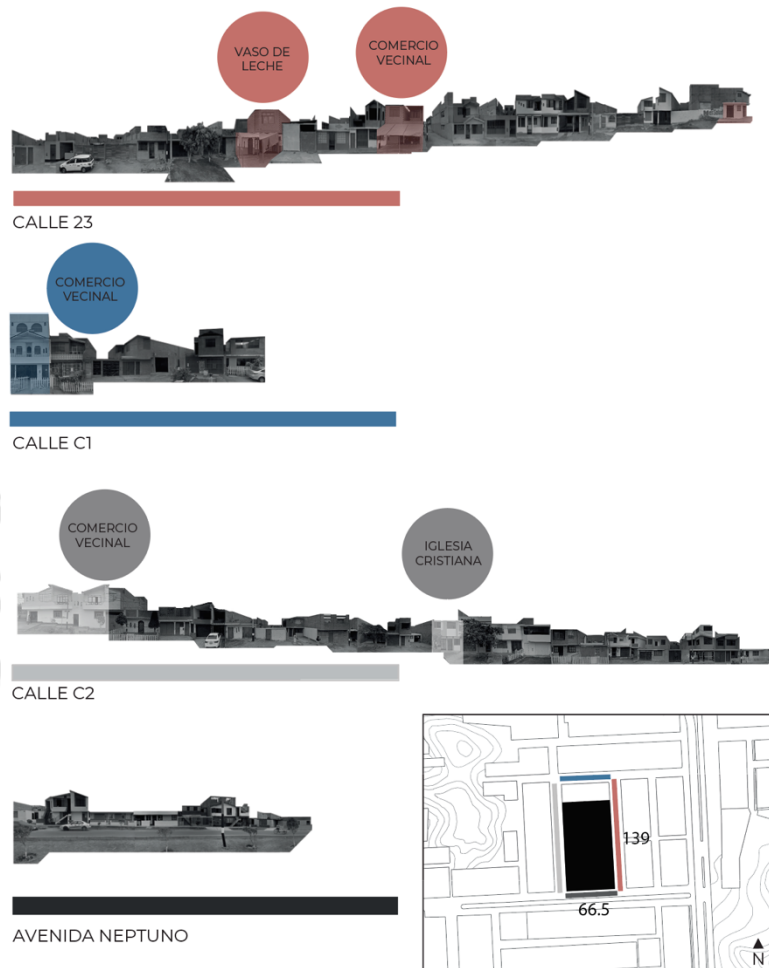 VASO DE
LECHE
COMERCIO
VECINAL
CALLE 23
COMERCIO
VECINAL
CALLE C1
COMERCIO
VECINAL
IGLESIA
CRISTIANA
CALLE C2
139
66.5
N
AVENIDA NEPTUNO